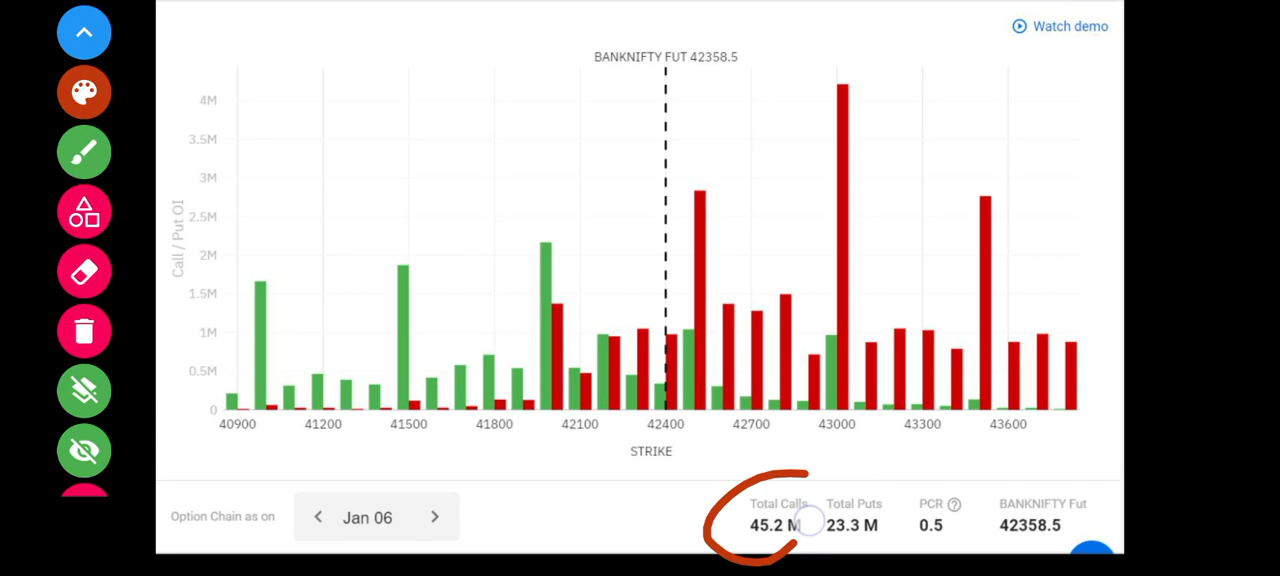 Watch demo
BANKNIFTY FUT 42358.5
4M
3.5M
3M
2.5M
2M
1.5M
1M
0.5M
0
Call / Put OI
40900 41200 41500 41800 42100 42400 42700 43000 43300 43600
STRIKE
Option Chain as on Jan 06
Total Calls Total Puts PCR BANKNIFTY Fut
45.2 M 23.3 M 0.5 42358.5